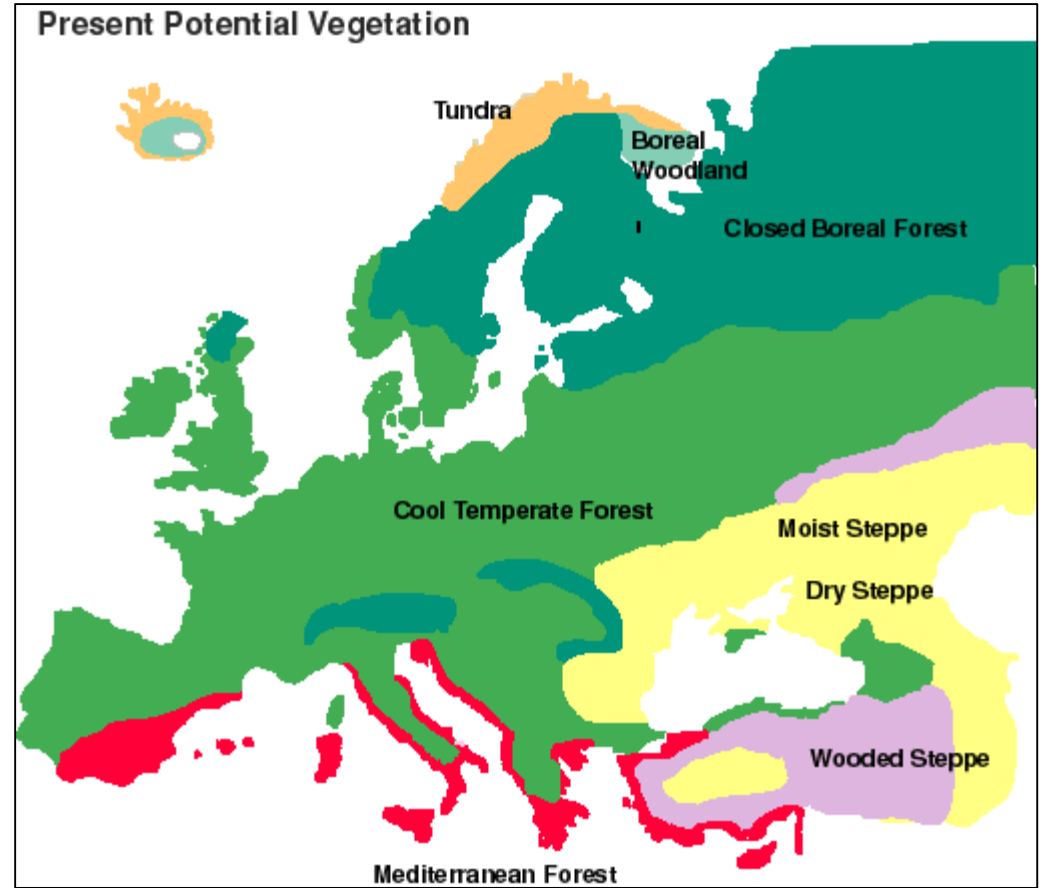 Present Potential Vegetation
Tundra
Boreal
Woodland
Closed Boreal Forest
Cool Temperate Forest
Moist Steppe
Dry Steppe
Wooded Steppe
Mediterranean Forest